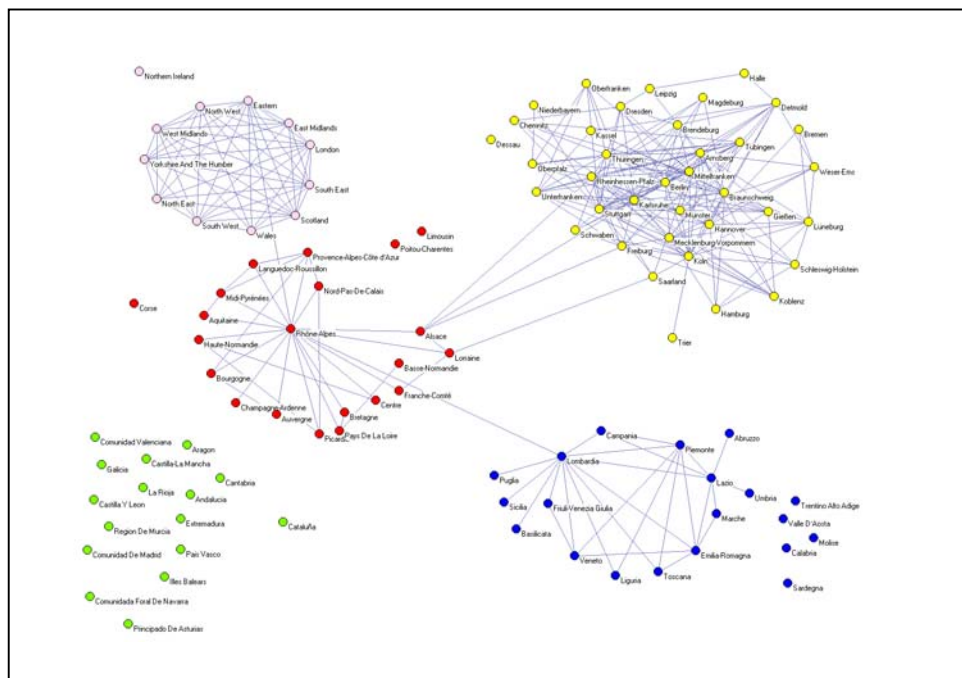 Northern Ireland
Eastern
North West
East Midlands
West Midlands
London
Yorkshire And The Humber
South East
North East
Scotland
South West
Wales
Halle
Oberfranken
Leipzig
Niederbayern
Dresden
Magdeburg
Detmold
Chemnitz
Kassel
Brendeburg
Bremen
Dessau
Tübingen
Thüringen
Arnsberg
Oberpfalz
Mittelfranken
Weser-Ems
Rheinhessen-Pfalz
Berlin
Unterfranken
Karlsruhe
Braunschweig
Stuttgart
Münster
Gießen
Hannover
Lüneburg
Schwaben
Mecklenburg-Vorpommern
Freiburg
Köln
Schleswig-Holstein
Saarland
Koblenz
Hamburg
Trier
Limousin
Poitou-Charentes
Provence-Alpes-Côte d'Azur
Languedoc-Roussillon
Nord-Pas-De-Calais
Midi-Pyrénées
Corse
Aquitaine
Rhône-Alpes
Alsace
Haute-Normandie
Lorraine
Basse-Normandie
Bourgogne
Franche-Comté
Champagne-Ardenne
Centre
Auvergne
Bretagne
Pays De La Loire
Comunidad Valenciana
Aragon
Castilla-La Mancha
Galicia
Cantabria
La Rioja
Andalucia
Castilla Y Leon
Extremadura
Cataluña
Region De Murcia
Comunidad De Madrid
Pais Vasco
Illes Balears
Comunidada Foral De Navarra
Principado De Asturias
Campania
Abruzzo
Piemonte
Lombardia
Puglia
Lazio
Umbria
Trentino Alto Adige
Sicilia
Friuli-Venezia Giulia
Marche
Valle D'Aosta
Basilicata
Molise
Calabria
Emilia-Romagna
Veneto
Liguria
Toscana
Sardegna